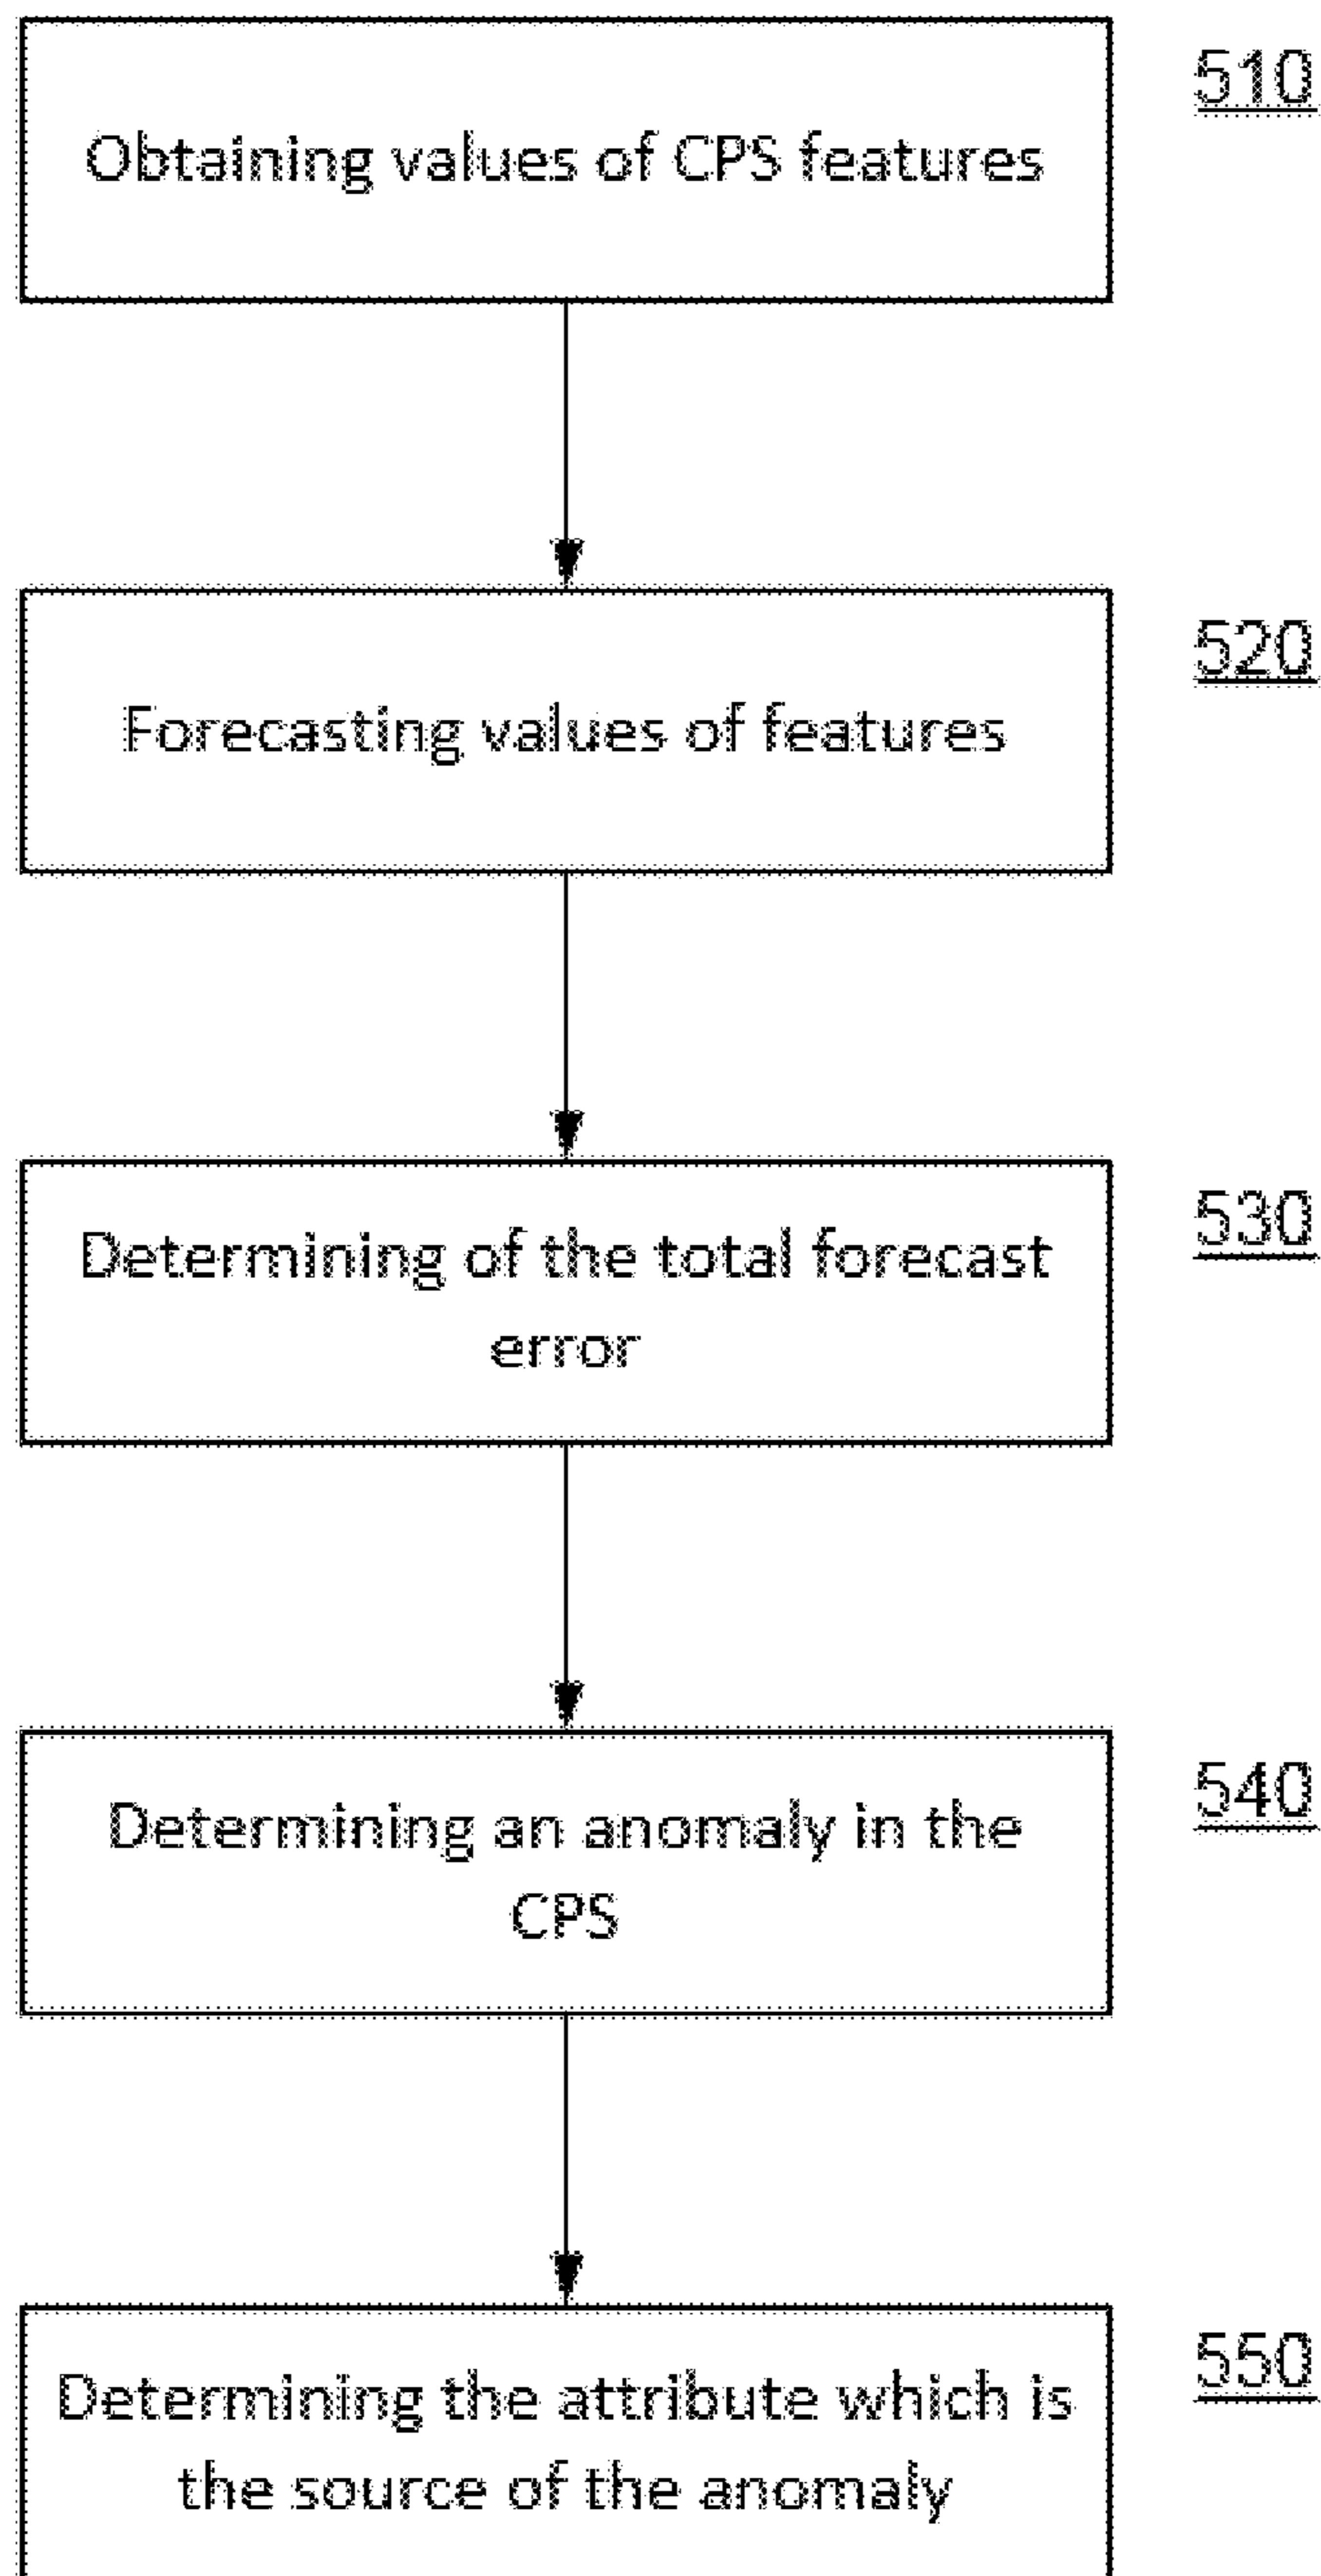 510
Obtaining values of CPS features
520
Forecasting values of features
530
Determining of the total forecast
error
540
Determining an anomaly in the
CPS
550
Determining the attribute which is
the source of the anomaly